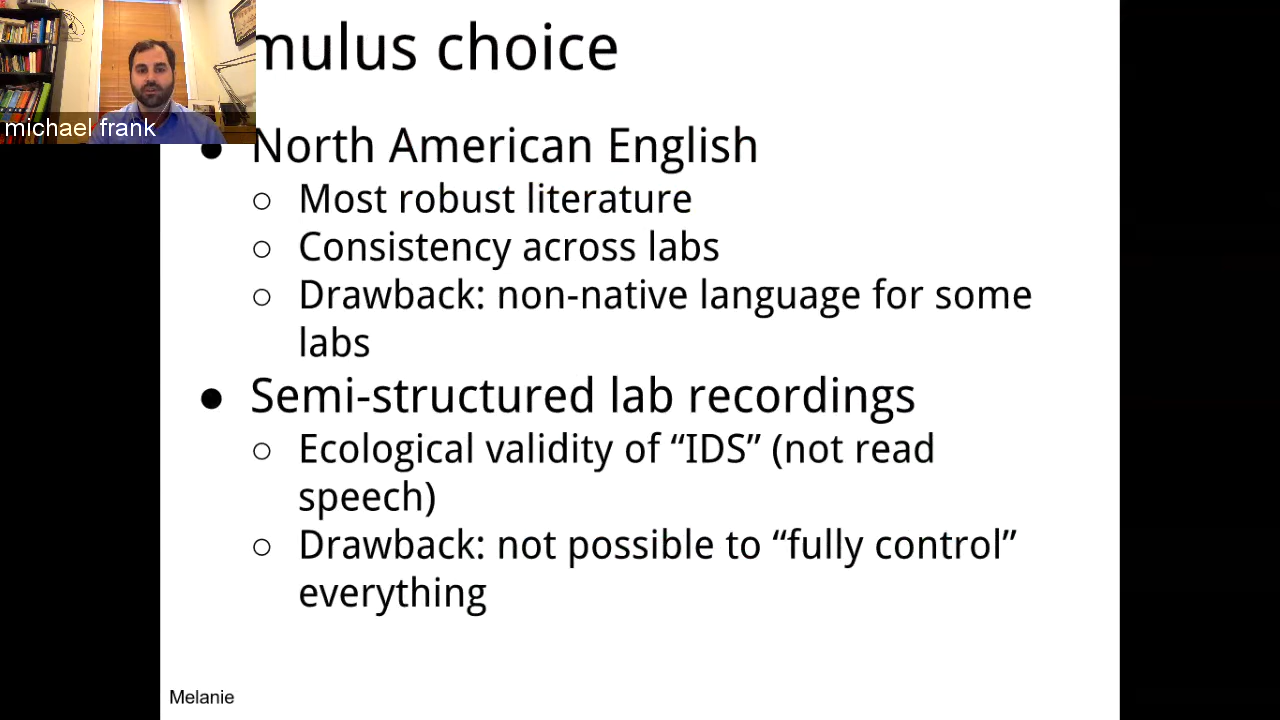 mulus choice
michael frank
● North American English
○ Most robust literature
○ Consistency across labs
○ Drawback: non-native language for some
labs
● Semi-structured lab recordings
○ Ecological validity of “IDS” (not read
speech)
○ Drawback: not possible to “fully control”
everything
Melanie